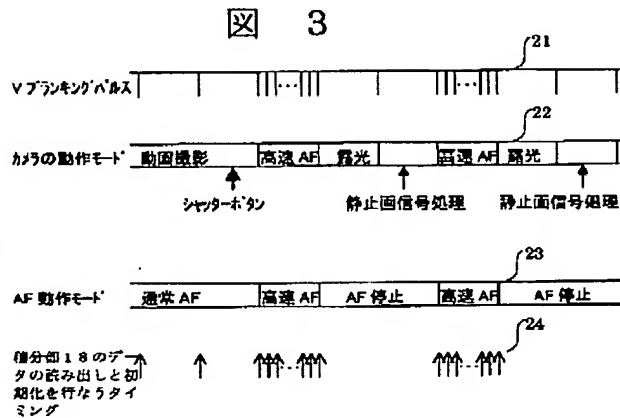 図 3
21
Vブランキングパルス
22
カメラの動作モード 動画撮影 高速AF 露光 高速AF 露光
シャッターボタン 静止画信号処理 静止画信号処理
23
AF動作モード 通常AF 高速AF AF停止 高速AF AF停止
24
積分部18のデー
タの読み出しと初
期化を行なうタイ
ミング